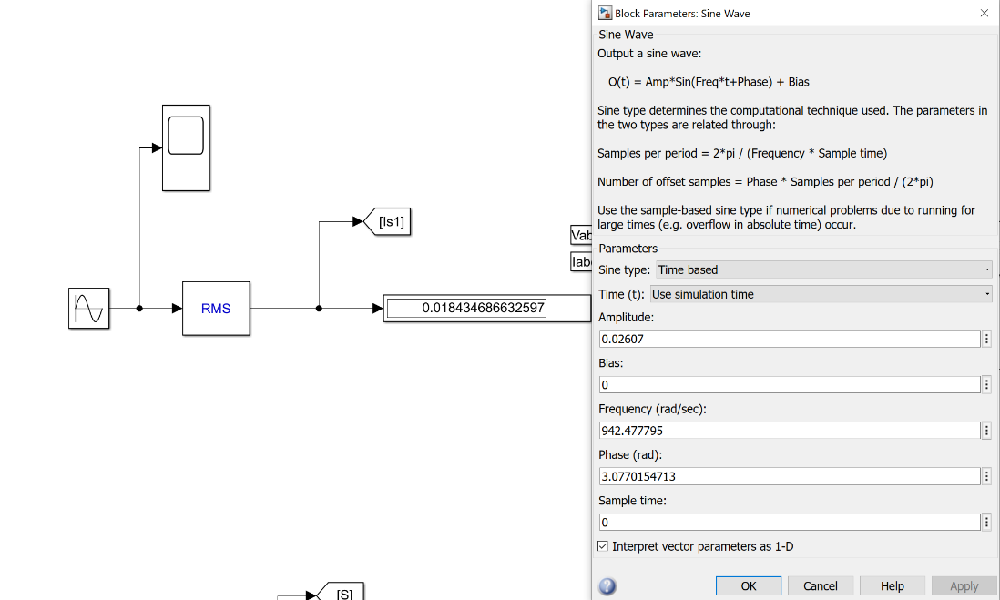 Block Parameters: Sine Wave
Sine Wave
Output a sine wave:
O(t) = Amp*Sin(Freq*t+Phase) + Bias
Sine type determines the computational technique used. The parameters in
the two types are related through:
Samples per period = 2*pi / (Frequency * Sample time)
Number of offset samples = Phase * Samples per period / (2*pi)
Use the sample-based sine type if numerical problems due to running for
large times (e.g. overflow in absolute time) occur.
Parameters
Sine type: Time based
Time (t): Use simulation time
Amplitude:
0.02607
Bias:
0
Frequency (rad/sec):
942.477795
Phase (rad):
3.0770154713
Sample time:
0
Interpret vector parameters as 1-D
OK Cancel Help Apply
[Is1]
Vab
Iab
RMS
0.018434686632597
[S]